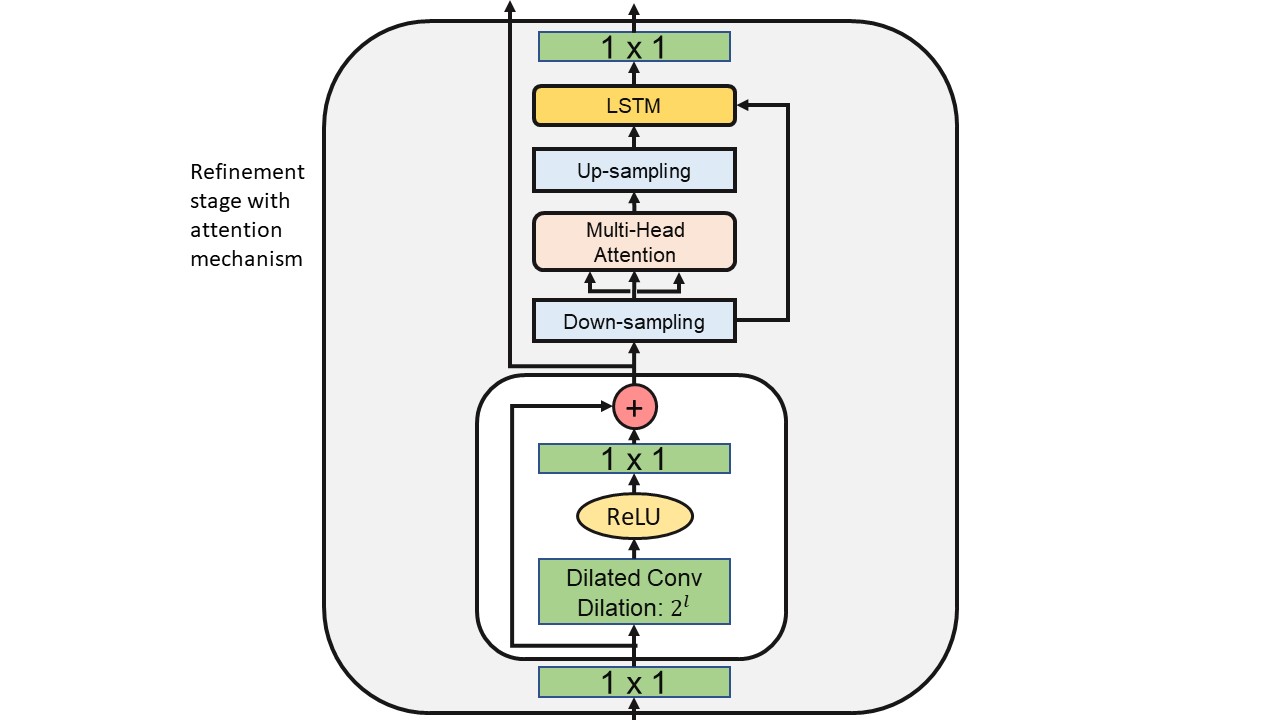 1 x 1
LSTM
Up-sampling
Refinement
stage with
attention
mechanism
Multi-Head
Attention
Down-sampling
+
1 x 1
ReLU
Dilated Conv
Dilation: 2^l
1 x 1